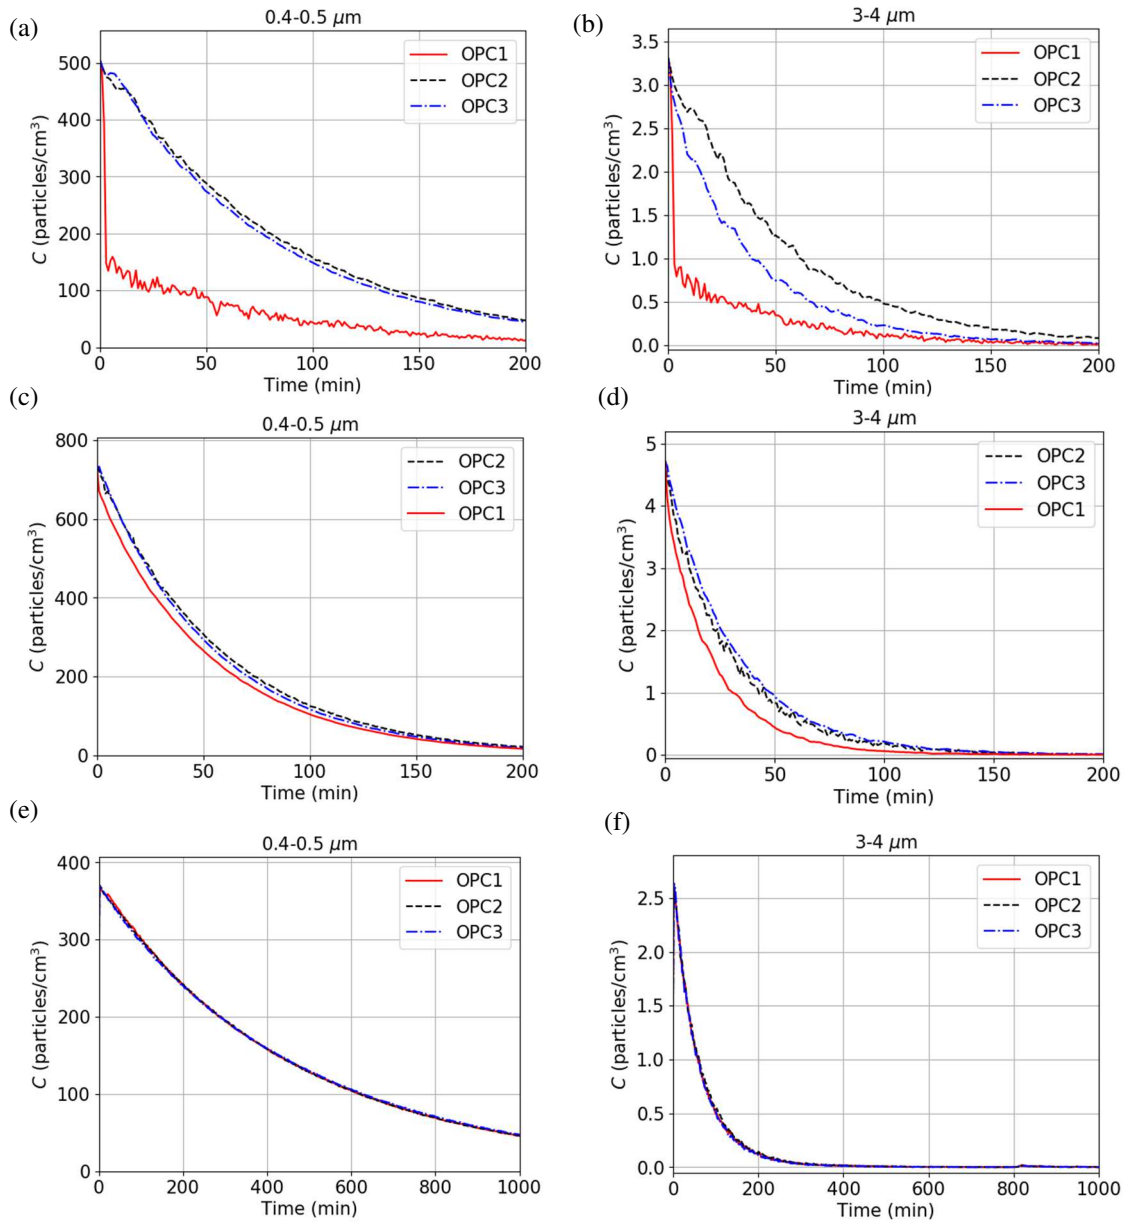 (a)
0.4-0.5 μm
OPC1
OPC2
OPC3
500
400
300
200
100
0
0 50 100 150 200
C (particles/cm³)
Time (min)
(b)
3-4 μm
OPC1
OPC2
OPC3
3.5
3.0
2.5
2.0
1.5
1.0
0.5
0.0
0 50 100 150 200
C (particles/cm³)
Time (min)
(c)
0.4-0.5 μm
OPC2
OPC3
OPC1
800
600
400
200
0
0 50 100 150 200
C (particles/cm³)
Time (min)
(d)
3-4 μm
OPC2
OPC3
OPC1
5
4
3
2
1
0
0 50 100 150 200
C (particles/cm³)
Time (min)
(e)
0.4-0.5 μm
OPC1
OPC2
OPC3
400
300
200
100
0
0 200 400 600 800 1000
C (particles/cm³)
Time (min)
(f)
3-4 μm
OPC1
OPC2
OPC3
2.5
2.0
1.5
1.0
0.5
0.0
0 200 400 600 800 1000
C (particles/cm³)
Time (min)